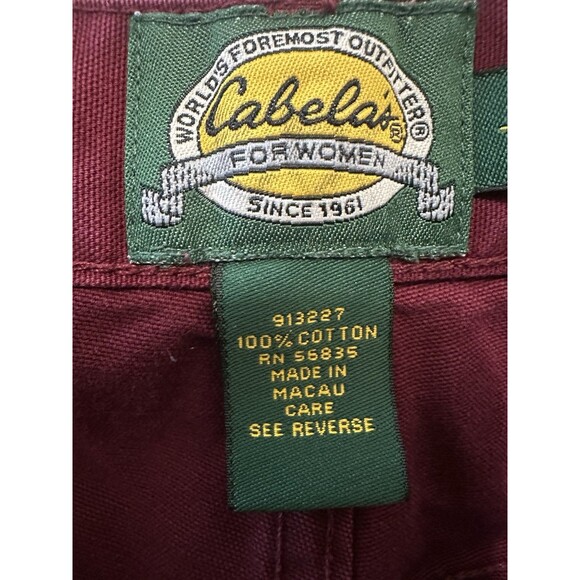 WORLD'S FOREMOST OUTFITTER®
Cabela's®
FOR WOMEN
SINCE 1961
913227
100% COTTON
RN 56835
MADE IN
MACAU
CARE
SEE REVERSE